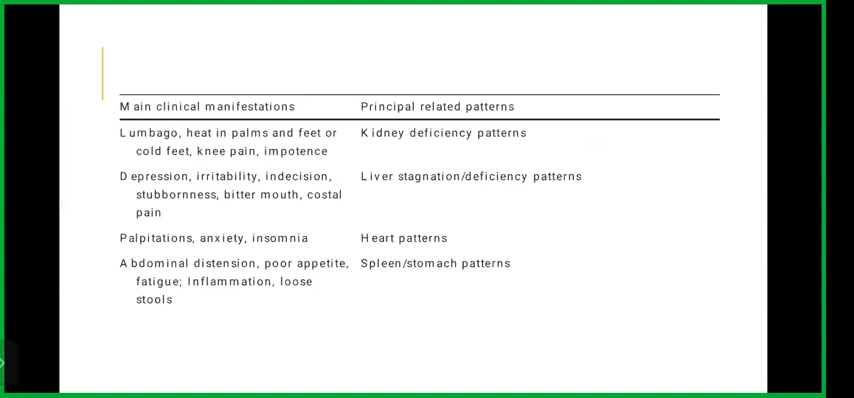 Main clinical manifestations Principal related patterns
Lumbago, heat in palms and feet or Kidney deficiency patterns
cold feet, knee pain, impotence
Depression, irritability, indecision, Liver stagnation/deficiency patterns
stubbornness, bitter mouth, costal
pain
Palpitations, anxiety, insomnia Heart patterns
Abdominal distension, poor appetite, Spleen/stomach patterns
fatigue; Inflammation, loose
stools